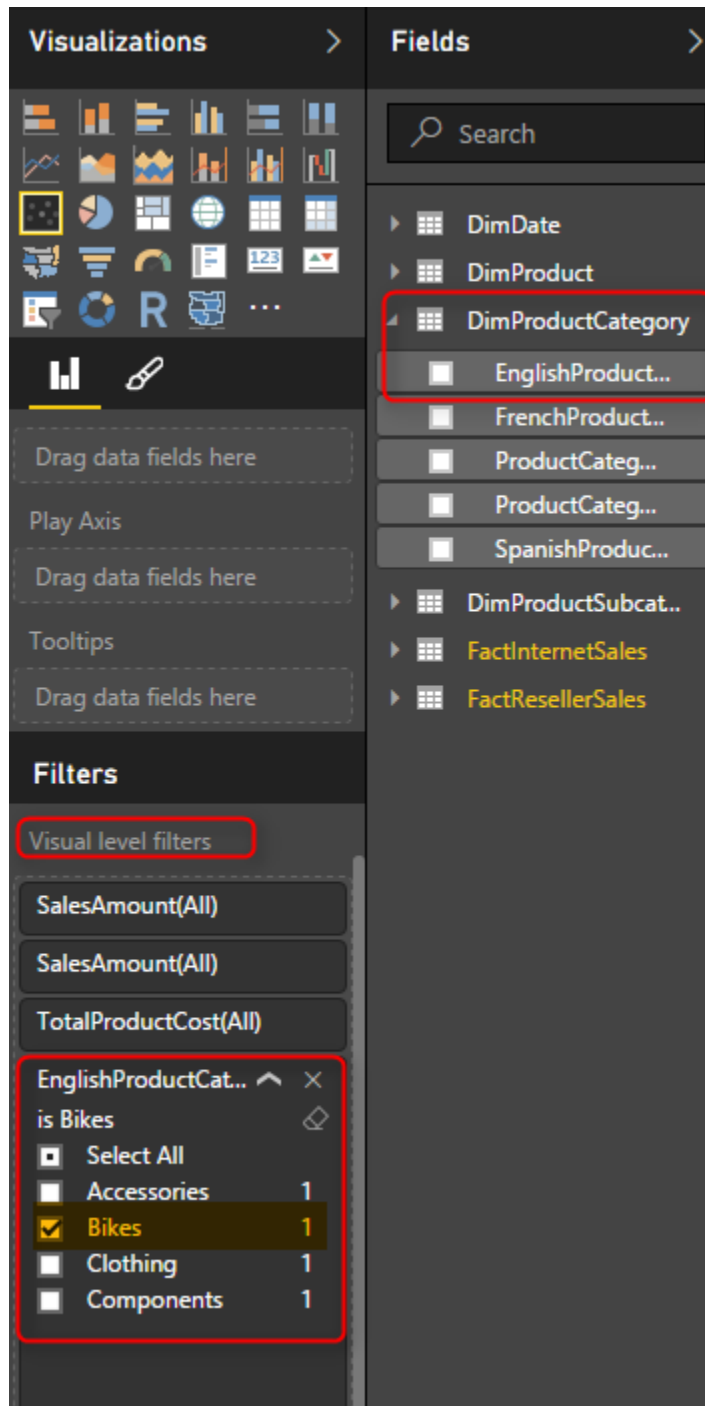 Visualizations
123
R
...
Drag data fields here
Play Axis
Drag data fields here
Tooltips
Drag data fields here
Filters
Visual level filters
SalesAmount(All)
SalesAmount(All)
TotalProductCost(All)
EnglishProductCat...
is Bikes
Select All
Accessories 1
Bikes 1
Clothing 1
Components 1
Fields
Search
DimDate
DimProduct
DimProductCategory
EnglishProduct...
FrenchProduct...
ProductCateg...
ProductCateg...
SpanishProduc...
DimProductSubcat...
FactInternetSales
FactResellerSales